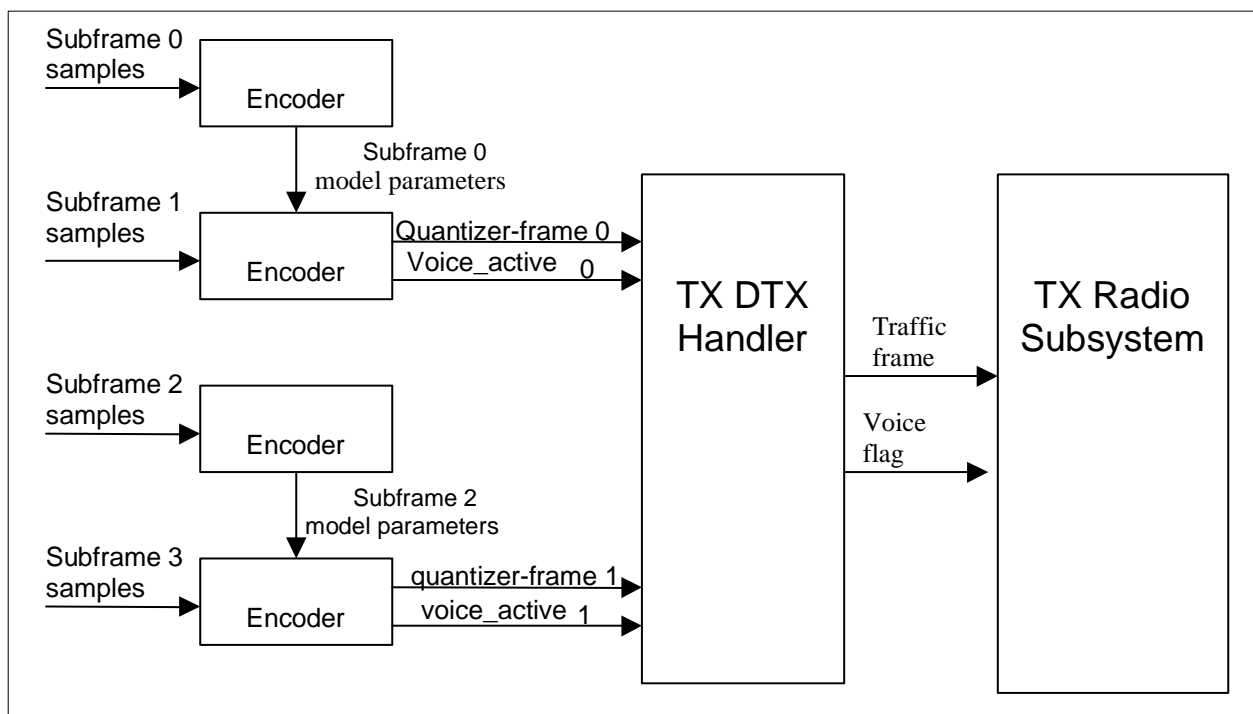 Subframe 0
samples
Encoder
Subframe 0
model parameters
Subframe 1
samples
Encoder
Quantizer-frame 0
Voice_active 0
TX DTX
Handler
TX Radio
Subsystem
Traffic
frame
Voice
flag
Subframe 2
samples
Encoder
Subframe 2
model parameters
Subframe 3
samples
Encoder
quantizer-frame 1
voice_active 1